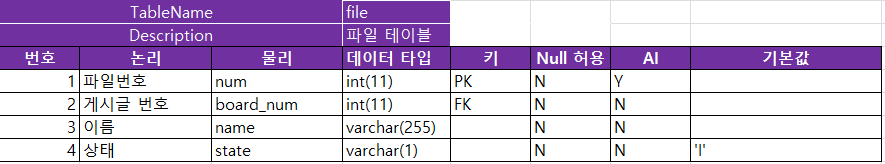 TableName file
Description 파일 테이블
번호 논리 물리 데이터 타입 키 Null 허용 AI 기본값
1 파일번호 num int(11) PK N Y
2 게시글 번호 board_num int(11) FK N N
3 이름 name varchar(255) N N
4 상태 state varchar(1) N N 'I'